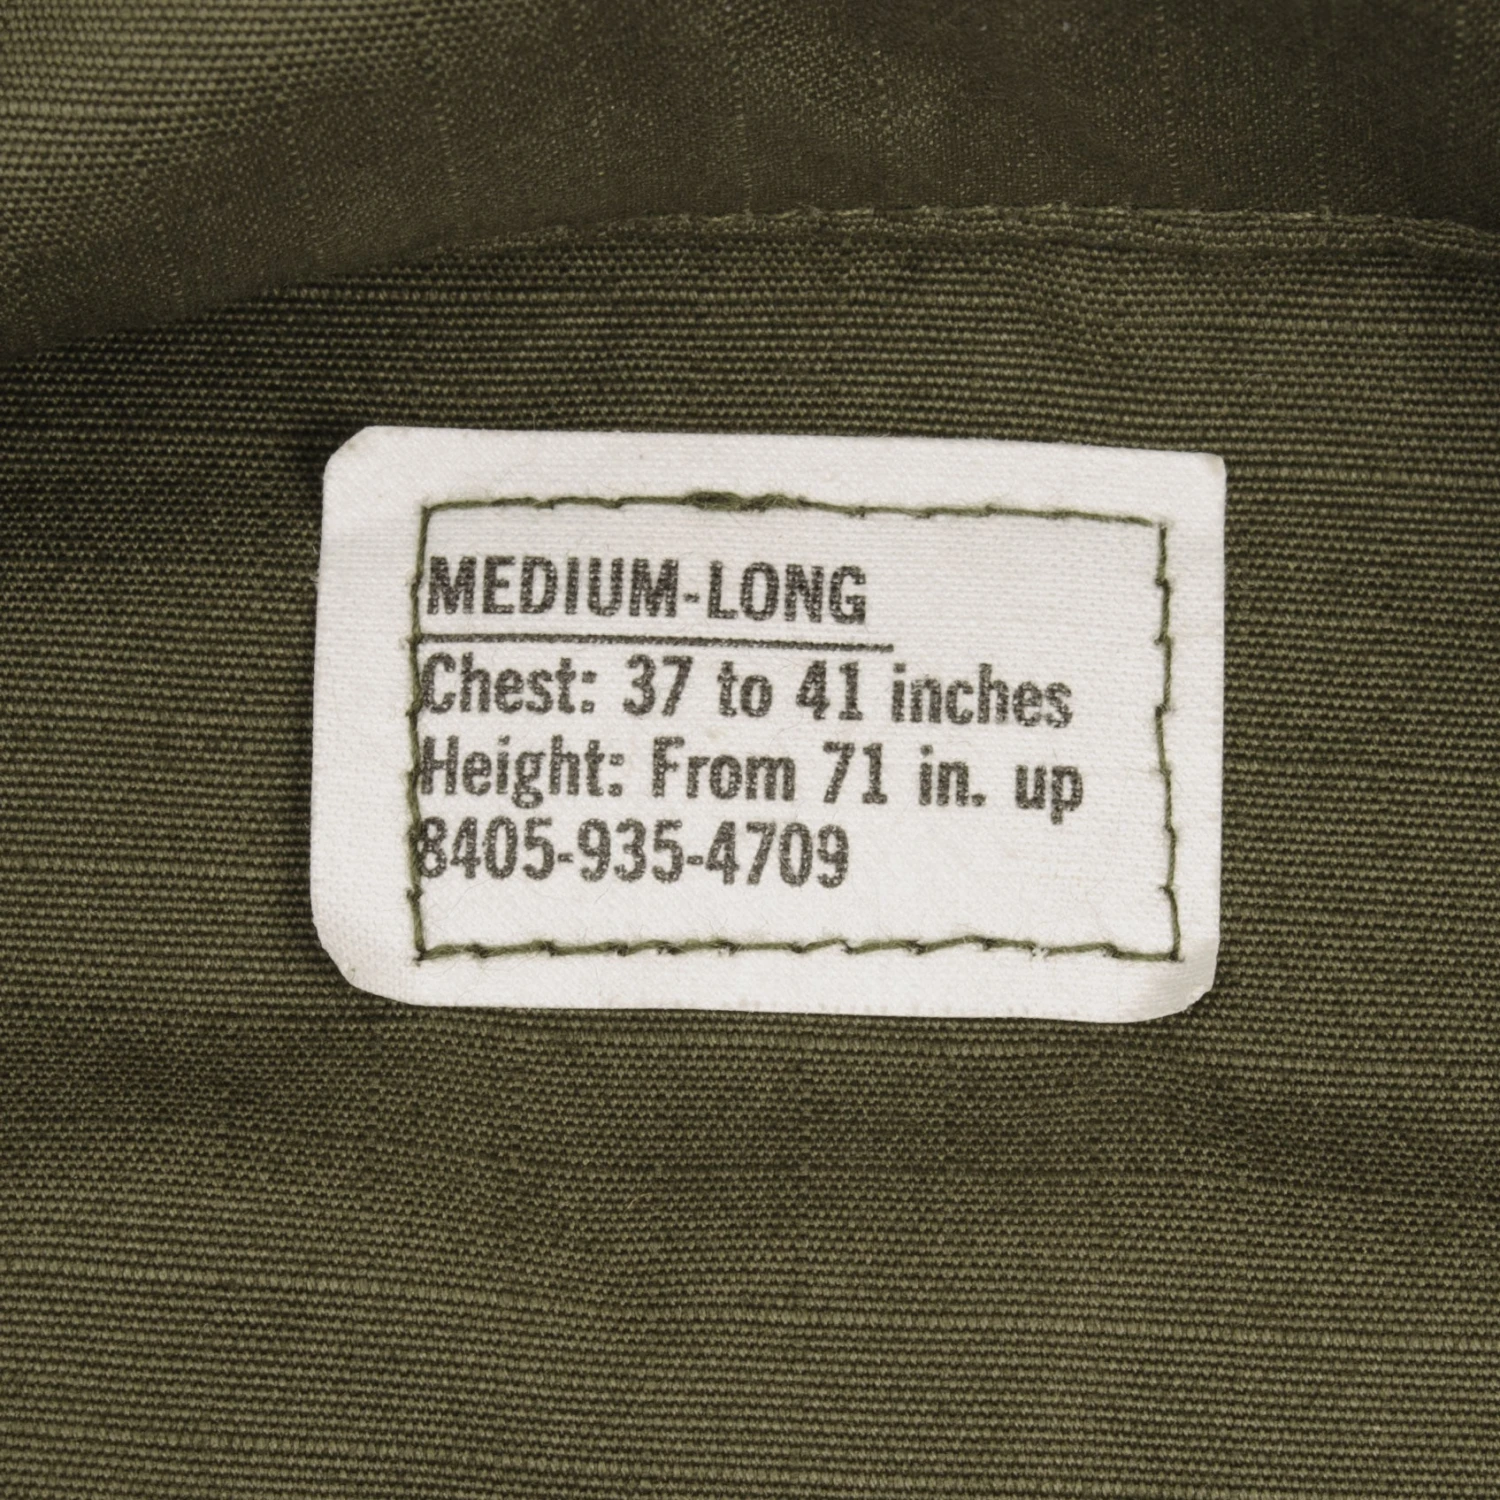 MEDIUM-LONG
Chest: 37 to 41 inches
Height: From 71 in. up
8405-935-4709